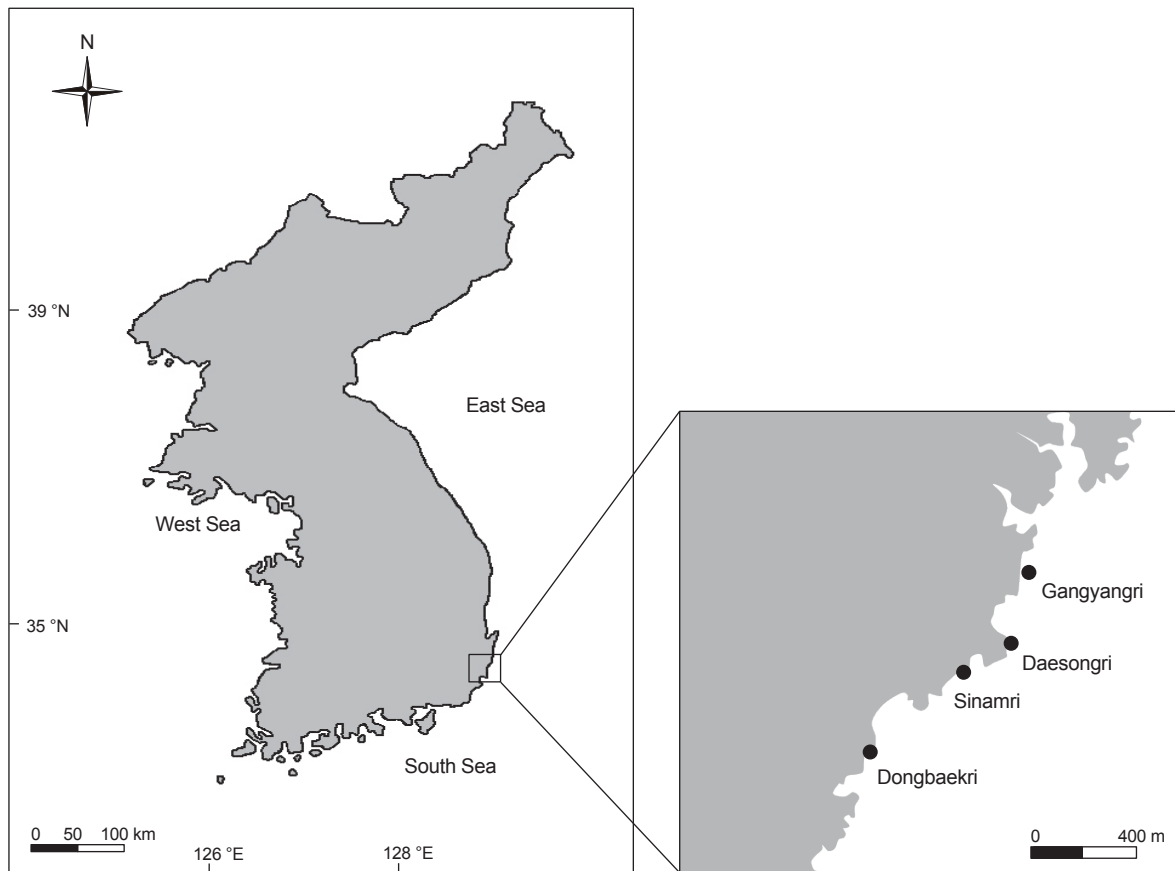 N
39 °N
East Sea
West Sea
Gangyangri
35 °N
Daesongri
Sinamri
Dongbaekri
South Sea
0 50 100 km
0 400 m
126 °E 128 °E